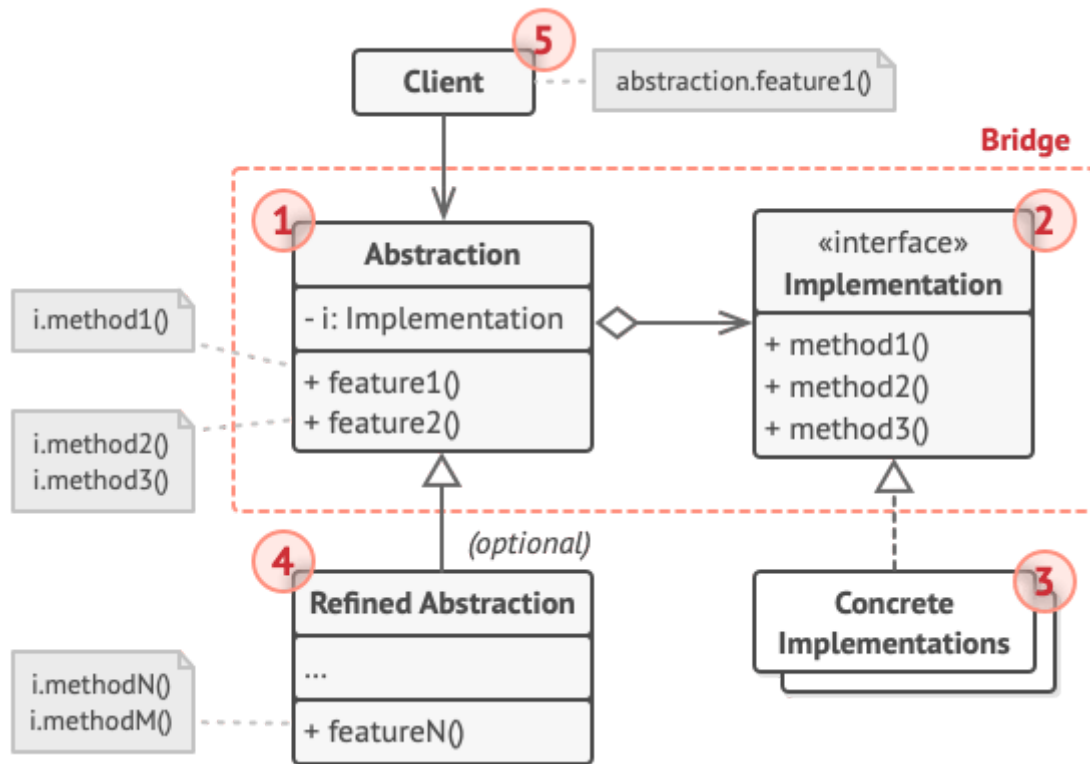 5
Client
abstraction.feature1()
Bridge
1
Abstraction
- i: Implementation
+ feature1()
+ feature2()
2
«interface»
Implementation
+ method1()
+ method2()
+ method3()
i.method1()
i.method2()
i.method3()
(optional)
4
Refined Abstraction
...
+ featureN()
3
Concrete
Implementations
i.methodN()
i.methodM()